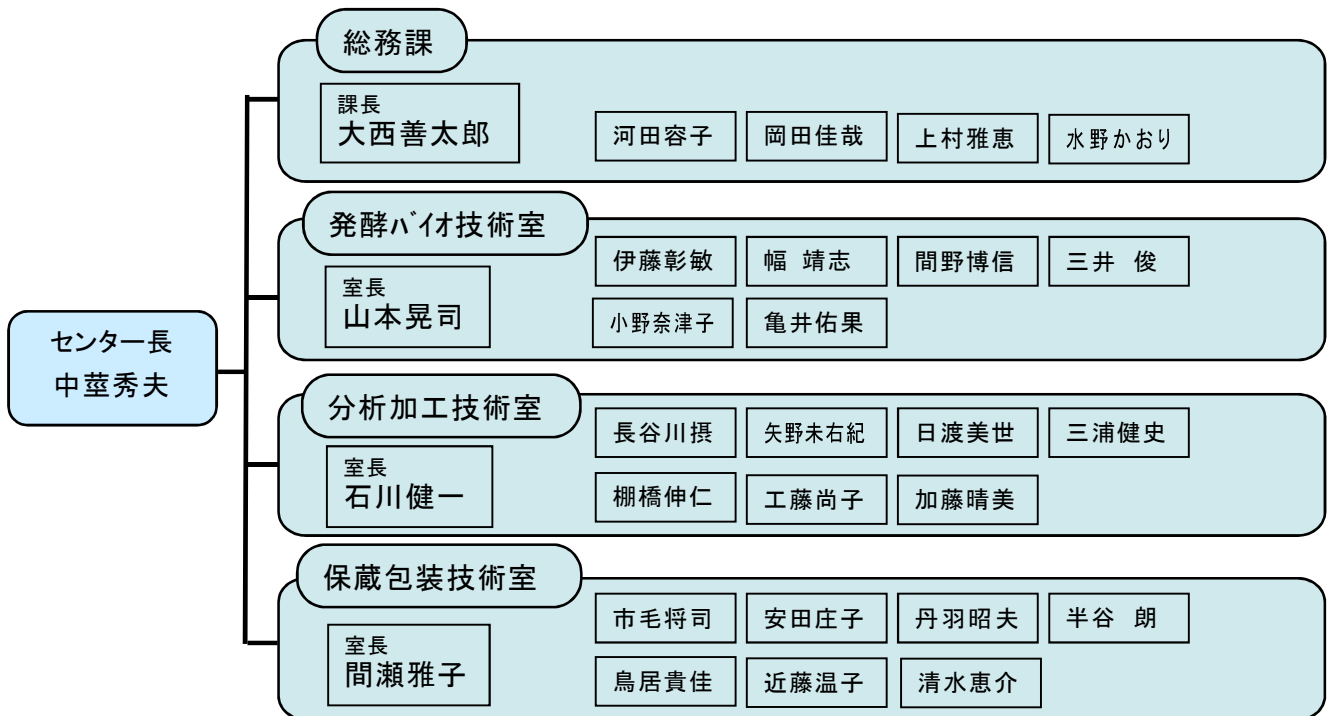 総務課
課長
大西善太郎
河田容子 岡田佳哉 上村雅恵 水野かおり
発酵バイオ技術室
室長
山本晃司
伊藤彰敏 幅 靖志 間野博信 三井 俊
小野奈津子 亀井佑果
センター長
中莖秀夫
分析加工技術室
室長
石川健一
長谷川摂 矢野未右紀 日渡美世 三浦健史
棚橋伸仁 工藤尚子 加藤晴美
保蔵包装技術室
室長
間瀬雅子
市毛将司 安田庄子 丹羽昭夫 半谷 朗
鳥居貴佳 近藤温子 清水恵介